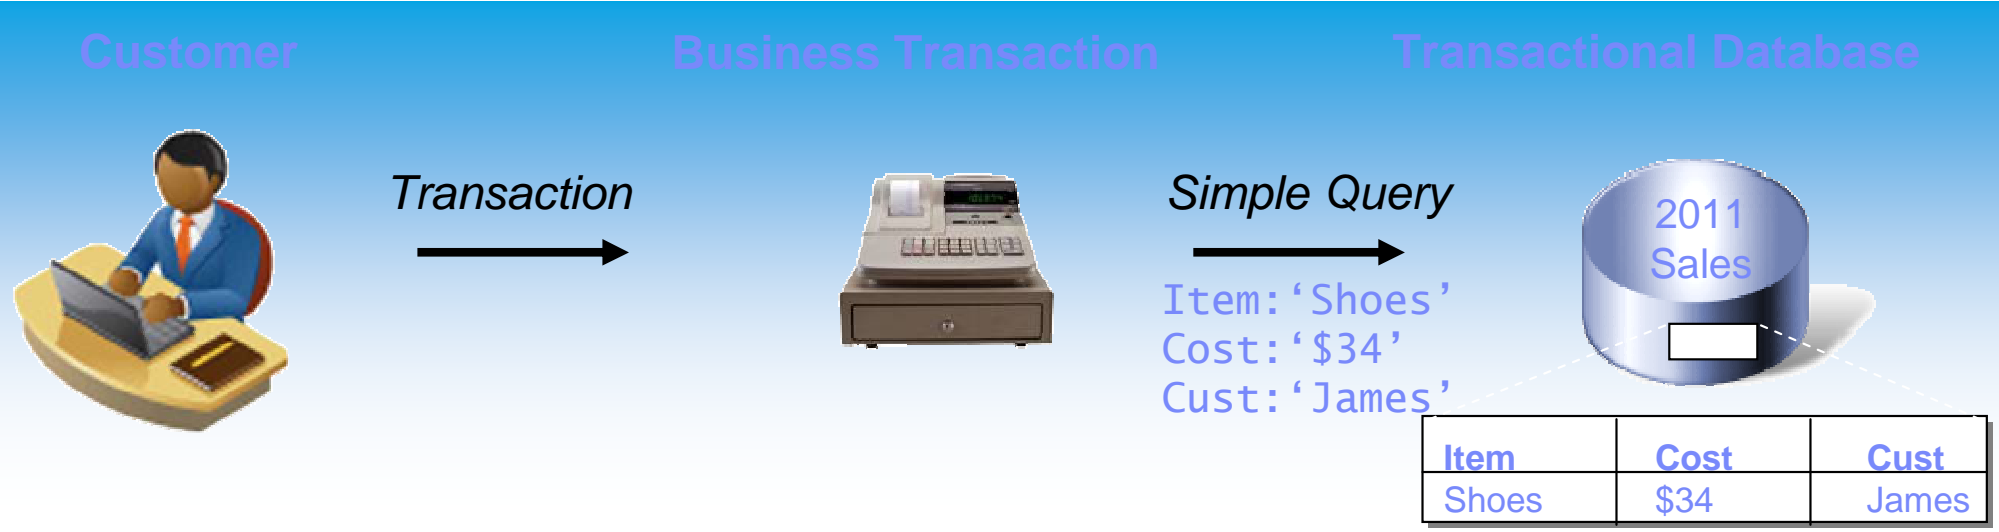 Customer
Business Transaction
Transactional Database
Transaction
Simple Query
Item:‘Shoes’
Cost:‘$34’
Cust:‘James’
2011
Sales
Item Cost Cust
Shoes $34 James